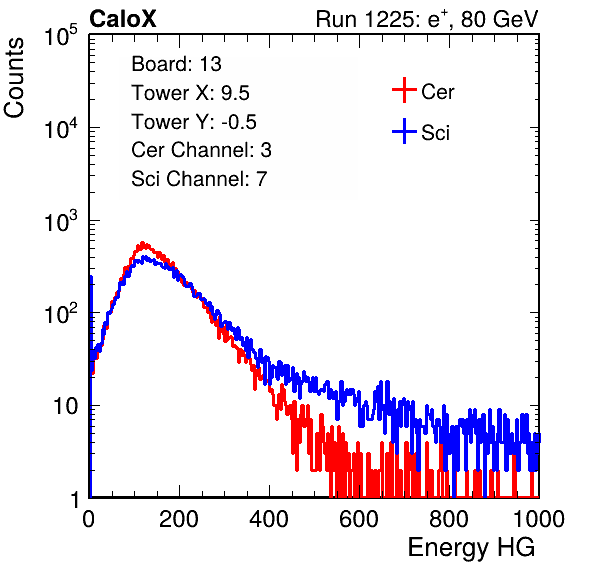 CaloX Run 1225: e⁺, 80 GeV
Counts
Board: 13
Tower X: 9.5
Tower Y: -0.5
Cer Channel: 3
Sci Channel: 7
Cer
Sci
10⁵
10⁴
10³
10²
10
1
0 200 400 600 800 1000
Energy HG